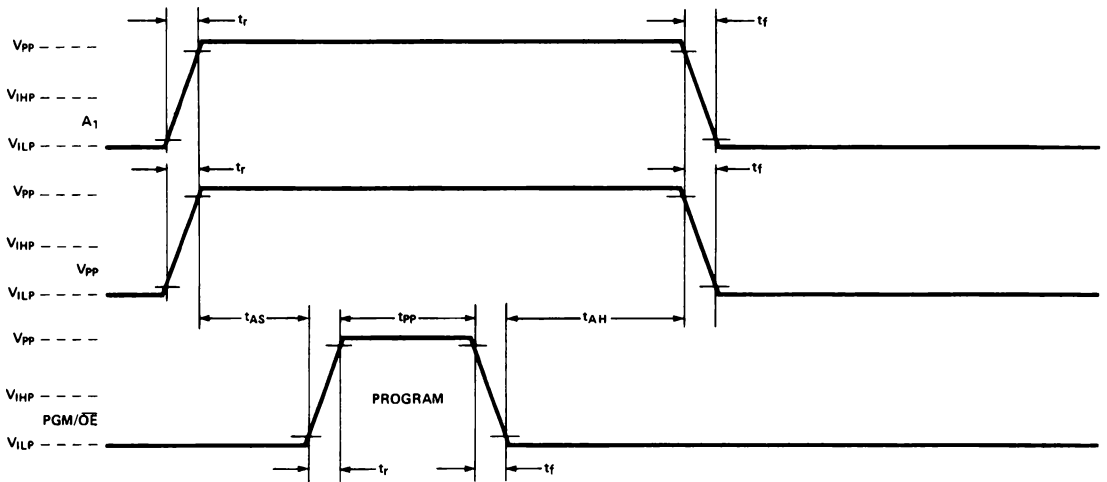 tr tf
VPP
VIHP
A1
VILP
tr tf
VPP
VIHP
VPP
VILP
tAS tPP tAH
VPP
VIHP PROGRAM
PGM/O̅E̅
VILP
tr tf